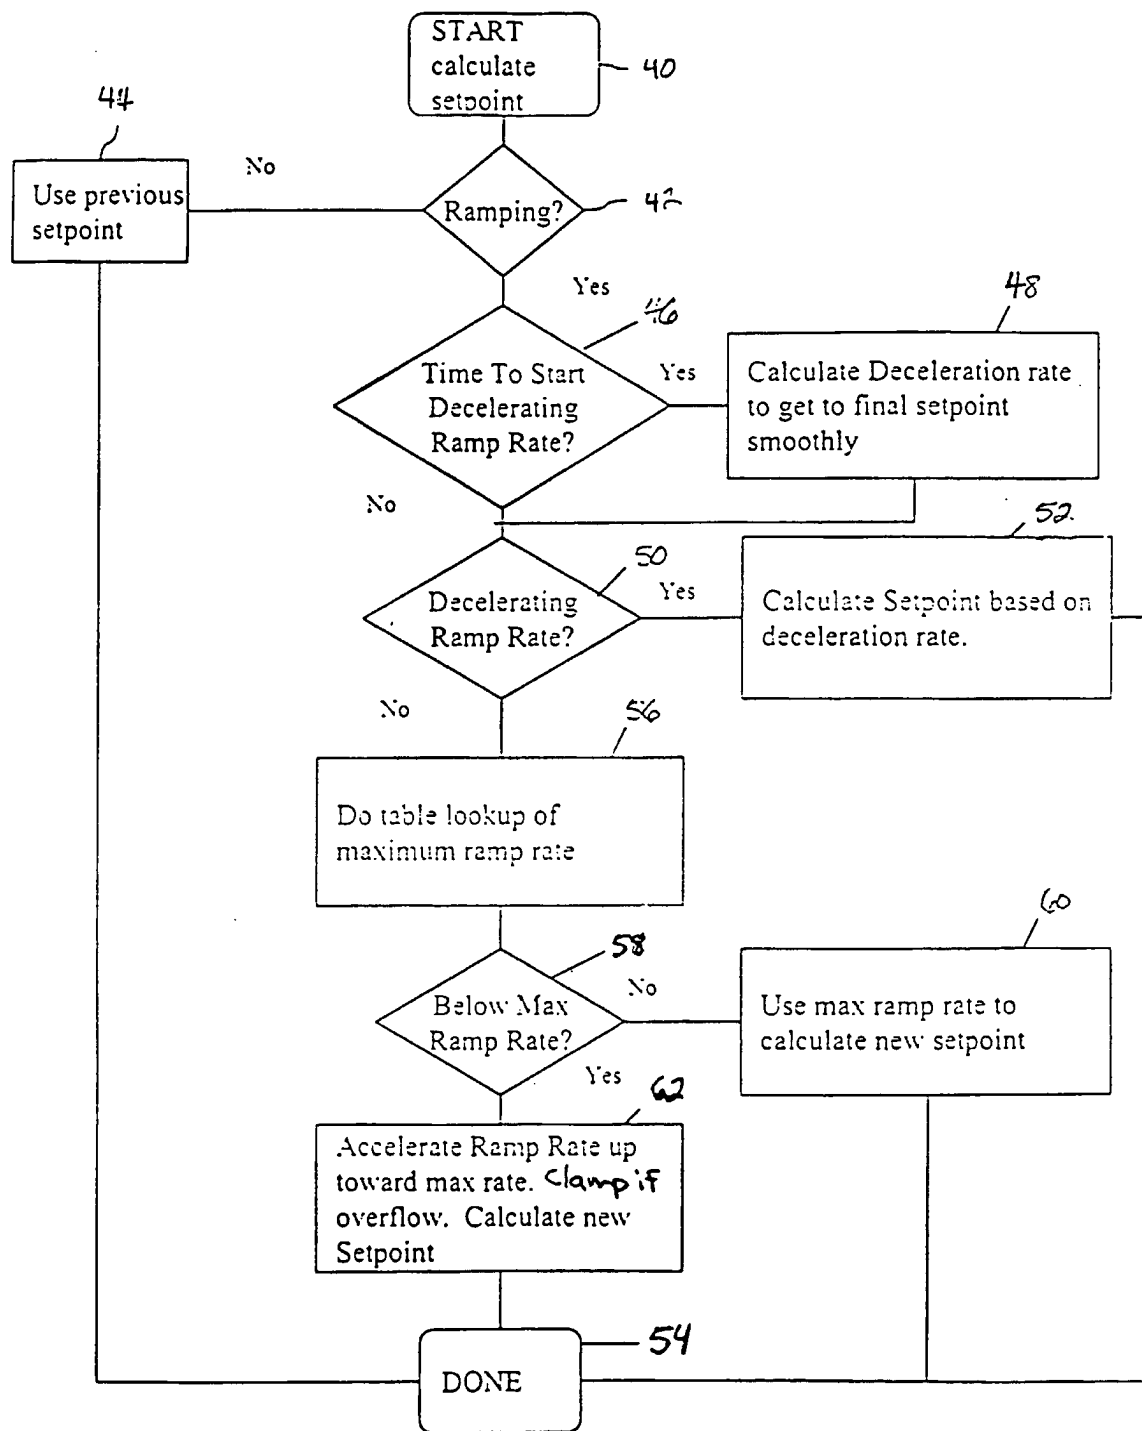 START
calculate
setpoint
40
44
No
Use previous
setpoint
Ramping?
42
Yes
46
48
Time To Start
Decelerating
Ramp Rate?
Yes
Calculate Deceleration rate
to get to final setpoint
smoothly
No
50
52
Decelerating
Ramp Rate?
Yes
Calculate Setpoint based on
deceleration rate.
No
56
Do table lookup of
maximum ramp rate
58
60
Below Max
Ramp Rate?
No
Use max ramp rate to
calculate new setpoint
Yes
62
Accelerate Ramp Rate up
toward max rate. Clamp if
overflow. Calculate new
Setpoint
54
DONE